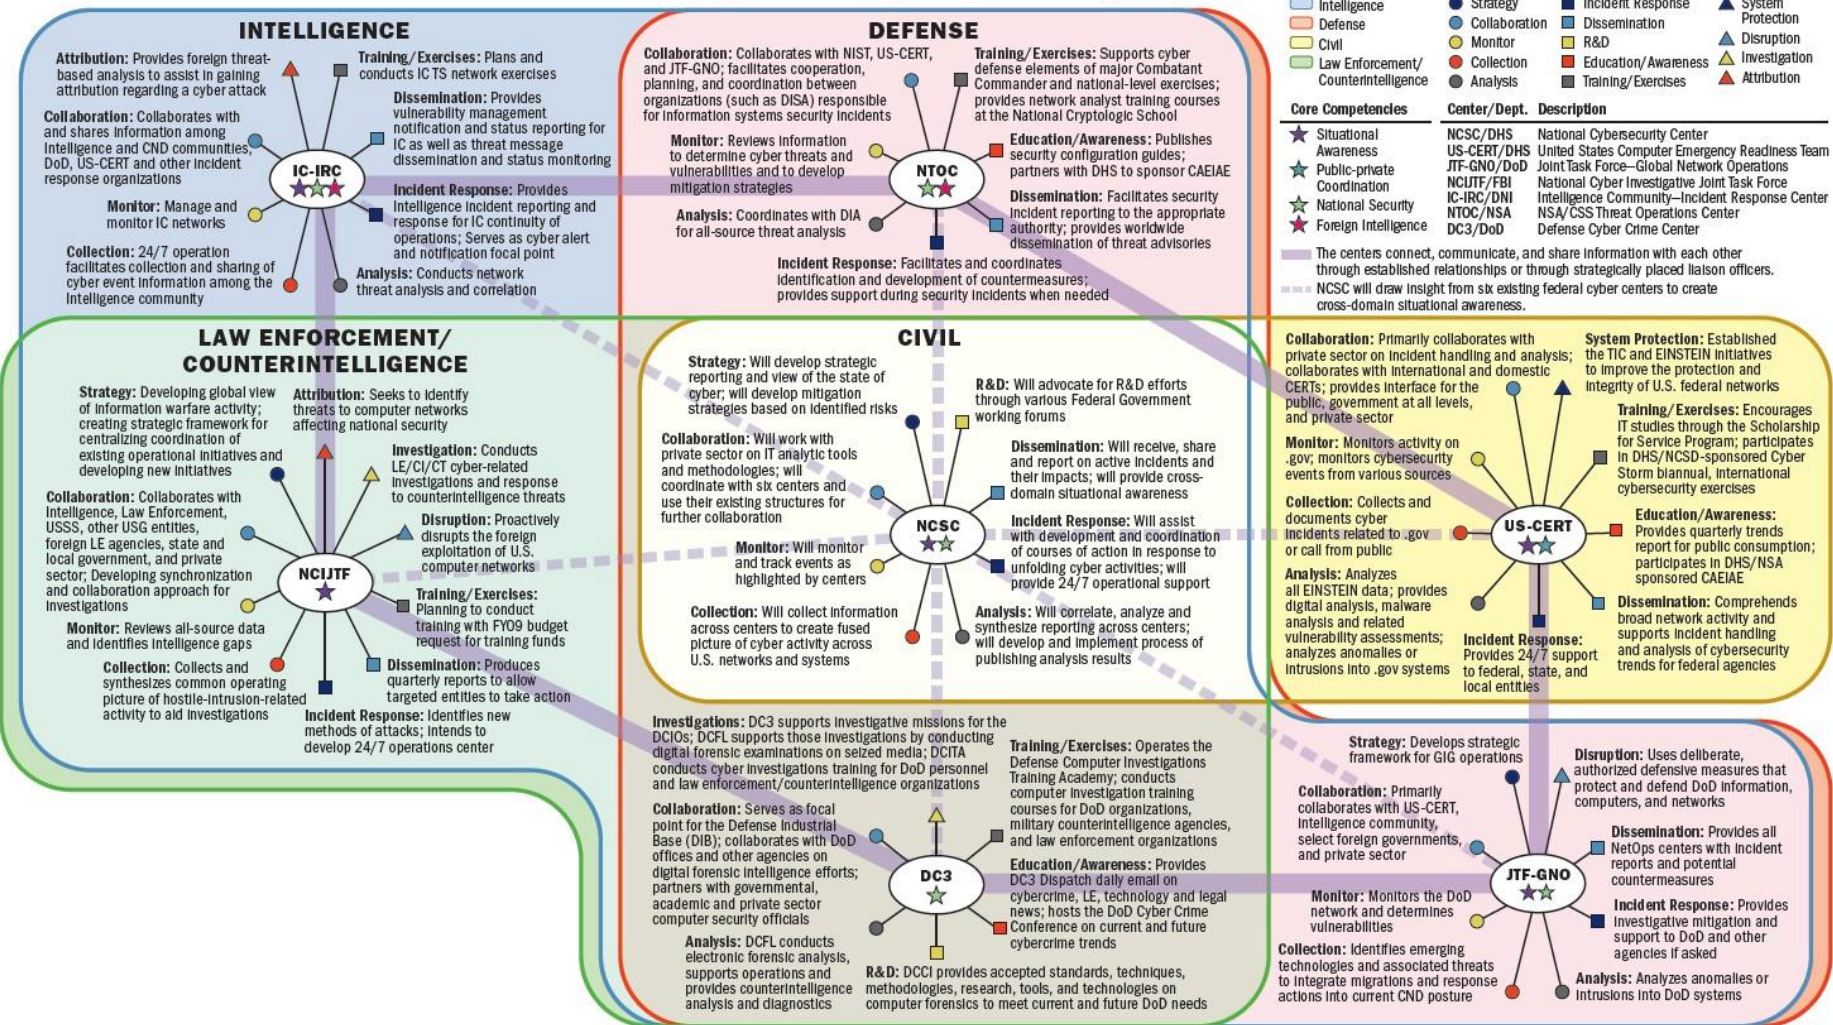 INTELLIGENCE
Attribution: Provides foreign threat-
based analysis to assist in gaining
attribution regarding a cyber attack
Training/Exercises: Plans and
conducts IC TS network exercises
Collaboration: Collaborates with
and shares information among
Intelligence and CND communities,
DoD, US-CERT and other incident
response organizations
Dissemination: Provides
vulnerability management
notification and status reporting for
IC as well as threat message
dissemination and status monitoring
IC-IRC
Monitor: Manage and
monitor IC networks
Incident Response: Provides
Intelligence incident reporting and
response for IC continuity of
operations; Serves as cyber alert
and notification focal point
Collection: 24/7 operation
facilitates collection and sharing of
cyber event information among the
Intelligence community
Analysis: Conducts network
threat analysis and correlation
DEFENSE
Collaboration: Collaborates with NIST, US-CERT,
and JTF-GNO; facilitates cooperation,
planning, and coordination between
organizations (such as DISA) responsible
for information systems security incidents
Training/Exercises: Supports cyber
defense elements of major Combatant
Commander and national-level exercises;
provides network analyst training courses
at the National Cryptologic School
Monitor: Reviews information
to determine cyber threats and
vulnerabilities and to develop
mitigation strategies
Education/Awareness: Publishes
security configuration guides;
partners with DHS to sponsor CAEIAE
NTOC
Analysis: Coordinates with DIA
for all-source threat analysis
Dissemination: Facilitates security
incident reporting to the appropriate
authority; provides worldwide
dissemination of threat advisories
Incident Response: Facilitates and coordinates
identification and development of countermeasures;
provides support during security incidents when needed
Intelligence
Defense
Civil
Law Enforcement/
Counterintelligence
Strategy
Collaboration
Monitor
Collection
Analysis
Incident Response
Dissemination
R&D
Education/Awareness
Training/Exercises
System
Protection
Disruption
Investigation
Attribution
Core Competencies
Situational
Awareness
Public-private
Coordination
National Security
Foreign Intelligence
Center/Dept. Description
NCSC/DHS National Cybersecurity Center
US-CERT/DHS United States Computer Emergency Readiness Team
JTF-GNO/DoD Joint Task Force—Global Network Operations
NCIJTF/FBI National Cyber Investigative Joint Task Force
IC-IRC/DNI Intelligence Community—Incident Response Center
NTOC/NSA NSA/CSS Threat Operations Center
DC3/DoD Defense Cyber Crime Center
The centers connect, communicate, and share information with each other
through established relationships or through strategically placed liaison officers.
NCSC will draw insight from six existing federal cyber centers to create
cross-domain situational awareness.
LAW ENFORCEMENT/
COUNTERINTELLIGENCE
Strategy: Developing global view
of information warfare activity;
creating strategic framework for
centralizing coordination of
existing operational initiatives and
developing new initiatives
Attribution: Seeks to identify
threats to computer networks
affecting national security
Investigation: Conducts
LE/CI/CT cyber-related
investigations and response
to counterintelligence threats
Collaboration: Collaborates with
Intelligence, Law Enforcement,
USSS, other USG entities,
foreign LE agencies, state and
local government, and private
sector; Developing synchronization
and collaboration approach for
investigations
Disruption: Proactively
disrupts the foreign
exploitation of U.S.
computer networks
NCIJTF
Training/Exercises:
Planning to conduct
training with FY09 budget
request for training funds
Monitor: Reviews all-source data
and identifies intelligence gaps
Collection: Collects and
synthesizes common operating
picture of hostile-intrusion-related
activity to aid investigations
Dissemination: Produces
quarterly reports to allow
targeted entities to take action
Incident Response: Identifies new
methods of attacks; intends to
develop 24/7 operations center
CIVIL
Strategy: Will develop strategic
reporting and view of the state of
cyber; will develop mitigation
strategies based on identified risks
R&D: Will advocate for R&D efforts
through various Federal Government
working forums
Collaboration: Will work with
private sector on IT analytic tools
and methodologies; will
coordinate with six centers and
use their existing structures for
further collaboration
Dissemination: Will receive, share
and report on active incidents and
their impacts; will provide cross-
domain situational awareness
NCSC
Monitor: Will monitor
and track events as
highlighted by centers
Incident Response: Will assist
with development and coordination
of courses of action in response to
unfolding cyber activities; will
provide 24/7 operational support
Collection: Will collect information
across centers to create fused
picture of cyber activity across
U.S. networks and systems
Analysis: Will correlate, analyze and
synthesize reporting across centers;
will develop and implement process of
publishing analysis results
Collaboration: Primarily collaborates with
private sector on incident handling and analysis;
collaborates with international and domestic
CERTs; provides interface for the
public, government at all levels,
and private sector
System Protection: Established
the TIC and EINSTEIN initiatives
to improve the protection and
integrity of U.S. federal networks
Monitor: Monitors activity on
.gov; monitors cybersecurity
events from various sources
Training/Exercises: Encourages
IT studies through the Scholarship
for Service Program; participates
in DHS/NCSD-sponsored Cyber
Storm biannual, international
cybersecurity exercises
Collection: Collects and
documents cyber
incidents related to .gov
or call from public
US-CERT
Education/Awareness:
Provides quarterly trends
report for public consumption;
participates in DHS/NSA
sponsored CAEIAE
Analysis: Analyzes
all EINSTEIN data; provides
digital analysis, malware
analysis and related
vulnerability assessments;
analyzes anomalies or
intrusions into .gov systems
Incident Response:
Provides 24/7 support
to federal, state, and
local entities
Dissemination: Comprehends
broad network activity and
supports incident handling
and analysis of cybersecurity
trends for federal agencies
Investigations: DC3 supports investigative missions for the
DCIOs; DCFL supports those investigations by conducting
digital forensic examinations on seized media; DCITA
conducts cyber investigations training for DoD personnel
and law enforcement/counterintelligence organizations
Training/Exercises: Operates the
Defense Computer Investigations
Training Academy; conducts
computer investigation training
courses for DoD organizations,
military counterintelligence agencies,
and law enforcement organizations
Collaboration: Serves as focal
point for the Defense Industrial
Base (DIB); collaborates with DoD
offices and other agencies on
digital forensic intelligence efforts;
partners with governmental,
academic and private sector
computer security officials
DC3
Education/Awareness: Provides
DC3 Dispatch daily email on
cybercrime, LE, technology and legal
news; hosts the DoD Cyber Crime
Conference on current and future
cybercrime trends
Analysis: DCFL conducts
electronic forensic analysis,
supports operations and
provides counterintelligence
analysis and diagnostics
R&D: DCCI provides accepted standards, techniques,
methodologies, research, tools, and technologies on
computer forensics to meet current and future DoD needs
Strategy: Develops strategic
framework for GIG operations
Disruption: Uses deliberate,
authorized defensive measures that
protect and defend DoD information,
computers, and networks
Collaboration: Primarily
collaborates with US-CERT,
intelligence community,
select foreign governments,
and private sector
Dissemination: Provides all
NetOps centers with incident
reports and potential
countermeasures
JTF-GNO
Monitor: Monitors the DoD
network and determines
vulnerabilities
Incident Response: Provides
investigative mitigation and
support to DoD and other
agencies if asked
Collection: Identifies emerging
technologies and associated threats
to integrate migrations and response
actions into current CND posture
Analysis: Analyzes anomalies or
intrusions into DoD systems